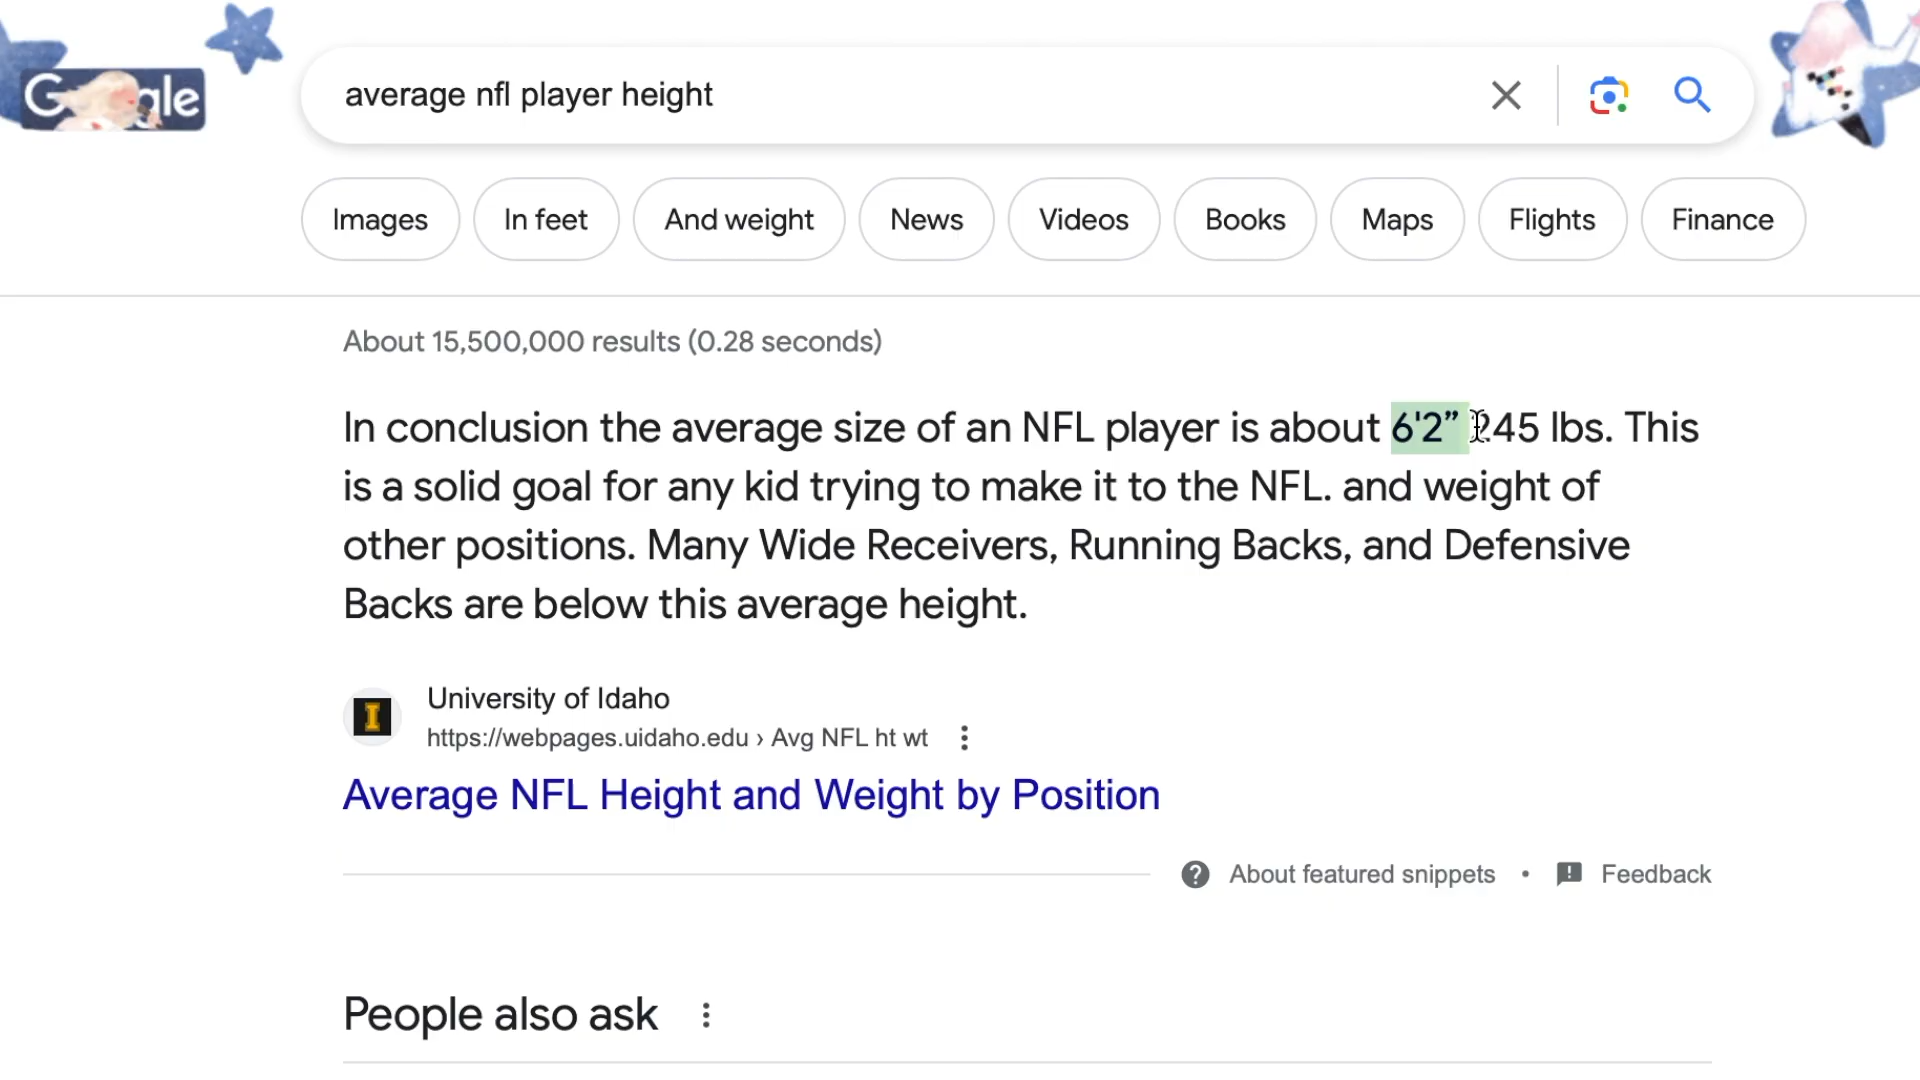 Google
average nfl player height
Images In feet And weight News Videos Books Maps Flights Finance
About 15,500,000 results (0.28 seconds)
In conclusion the average size of an NFL player is about 6'2” 245 lbs. This
is a solid goal for any kid trying to make it to the NFL. and weight of
other positions. Many Wide Receivers, Running Backs, and Defensive
Backs are below this average height.
University of Idaho
https://webpages.uidaho.edu › Avg NFL ht wt
Average NFL Height and Weight by Position
About featured snippets • Feedback
People also ask